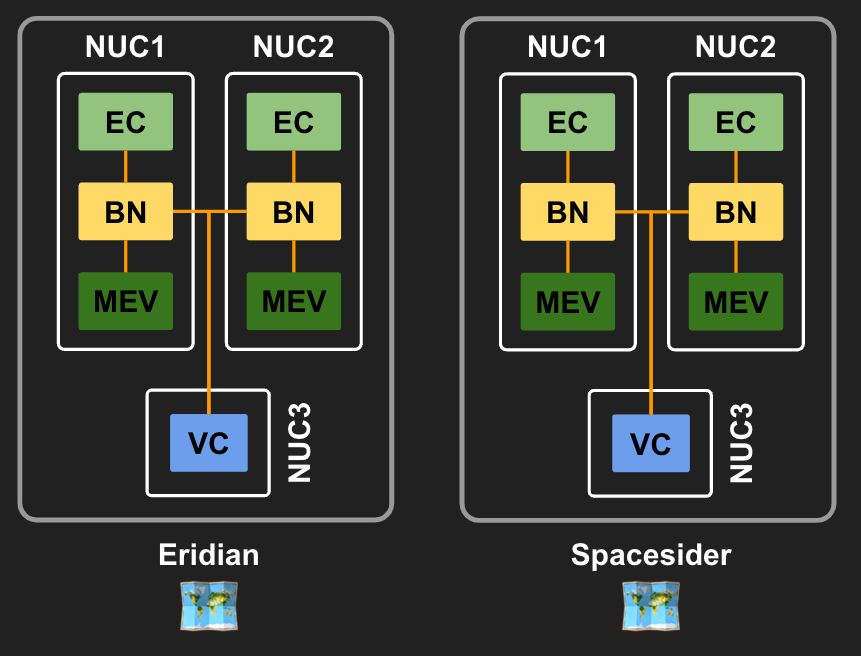 NUC1 NUC2
EC EC
BN BN
MEV MEV
VC
NUC3
Eridian
NUC1 NUC2
EC EC
BN BN
MEV MEV
VC
NUC3
Spacesider